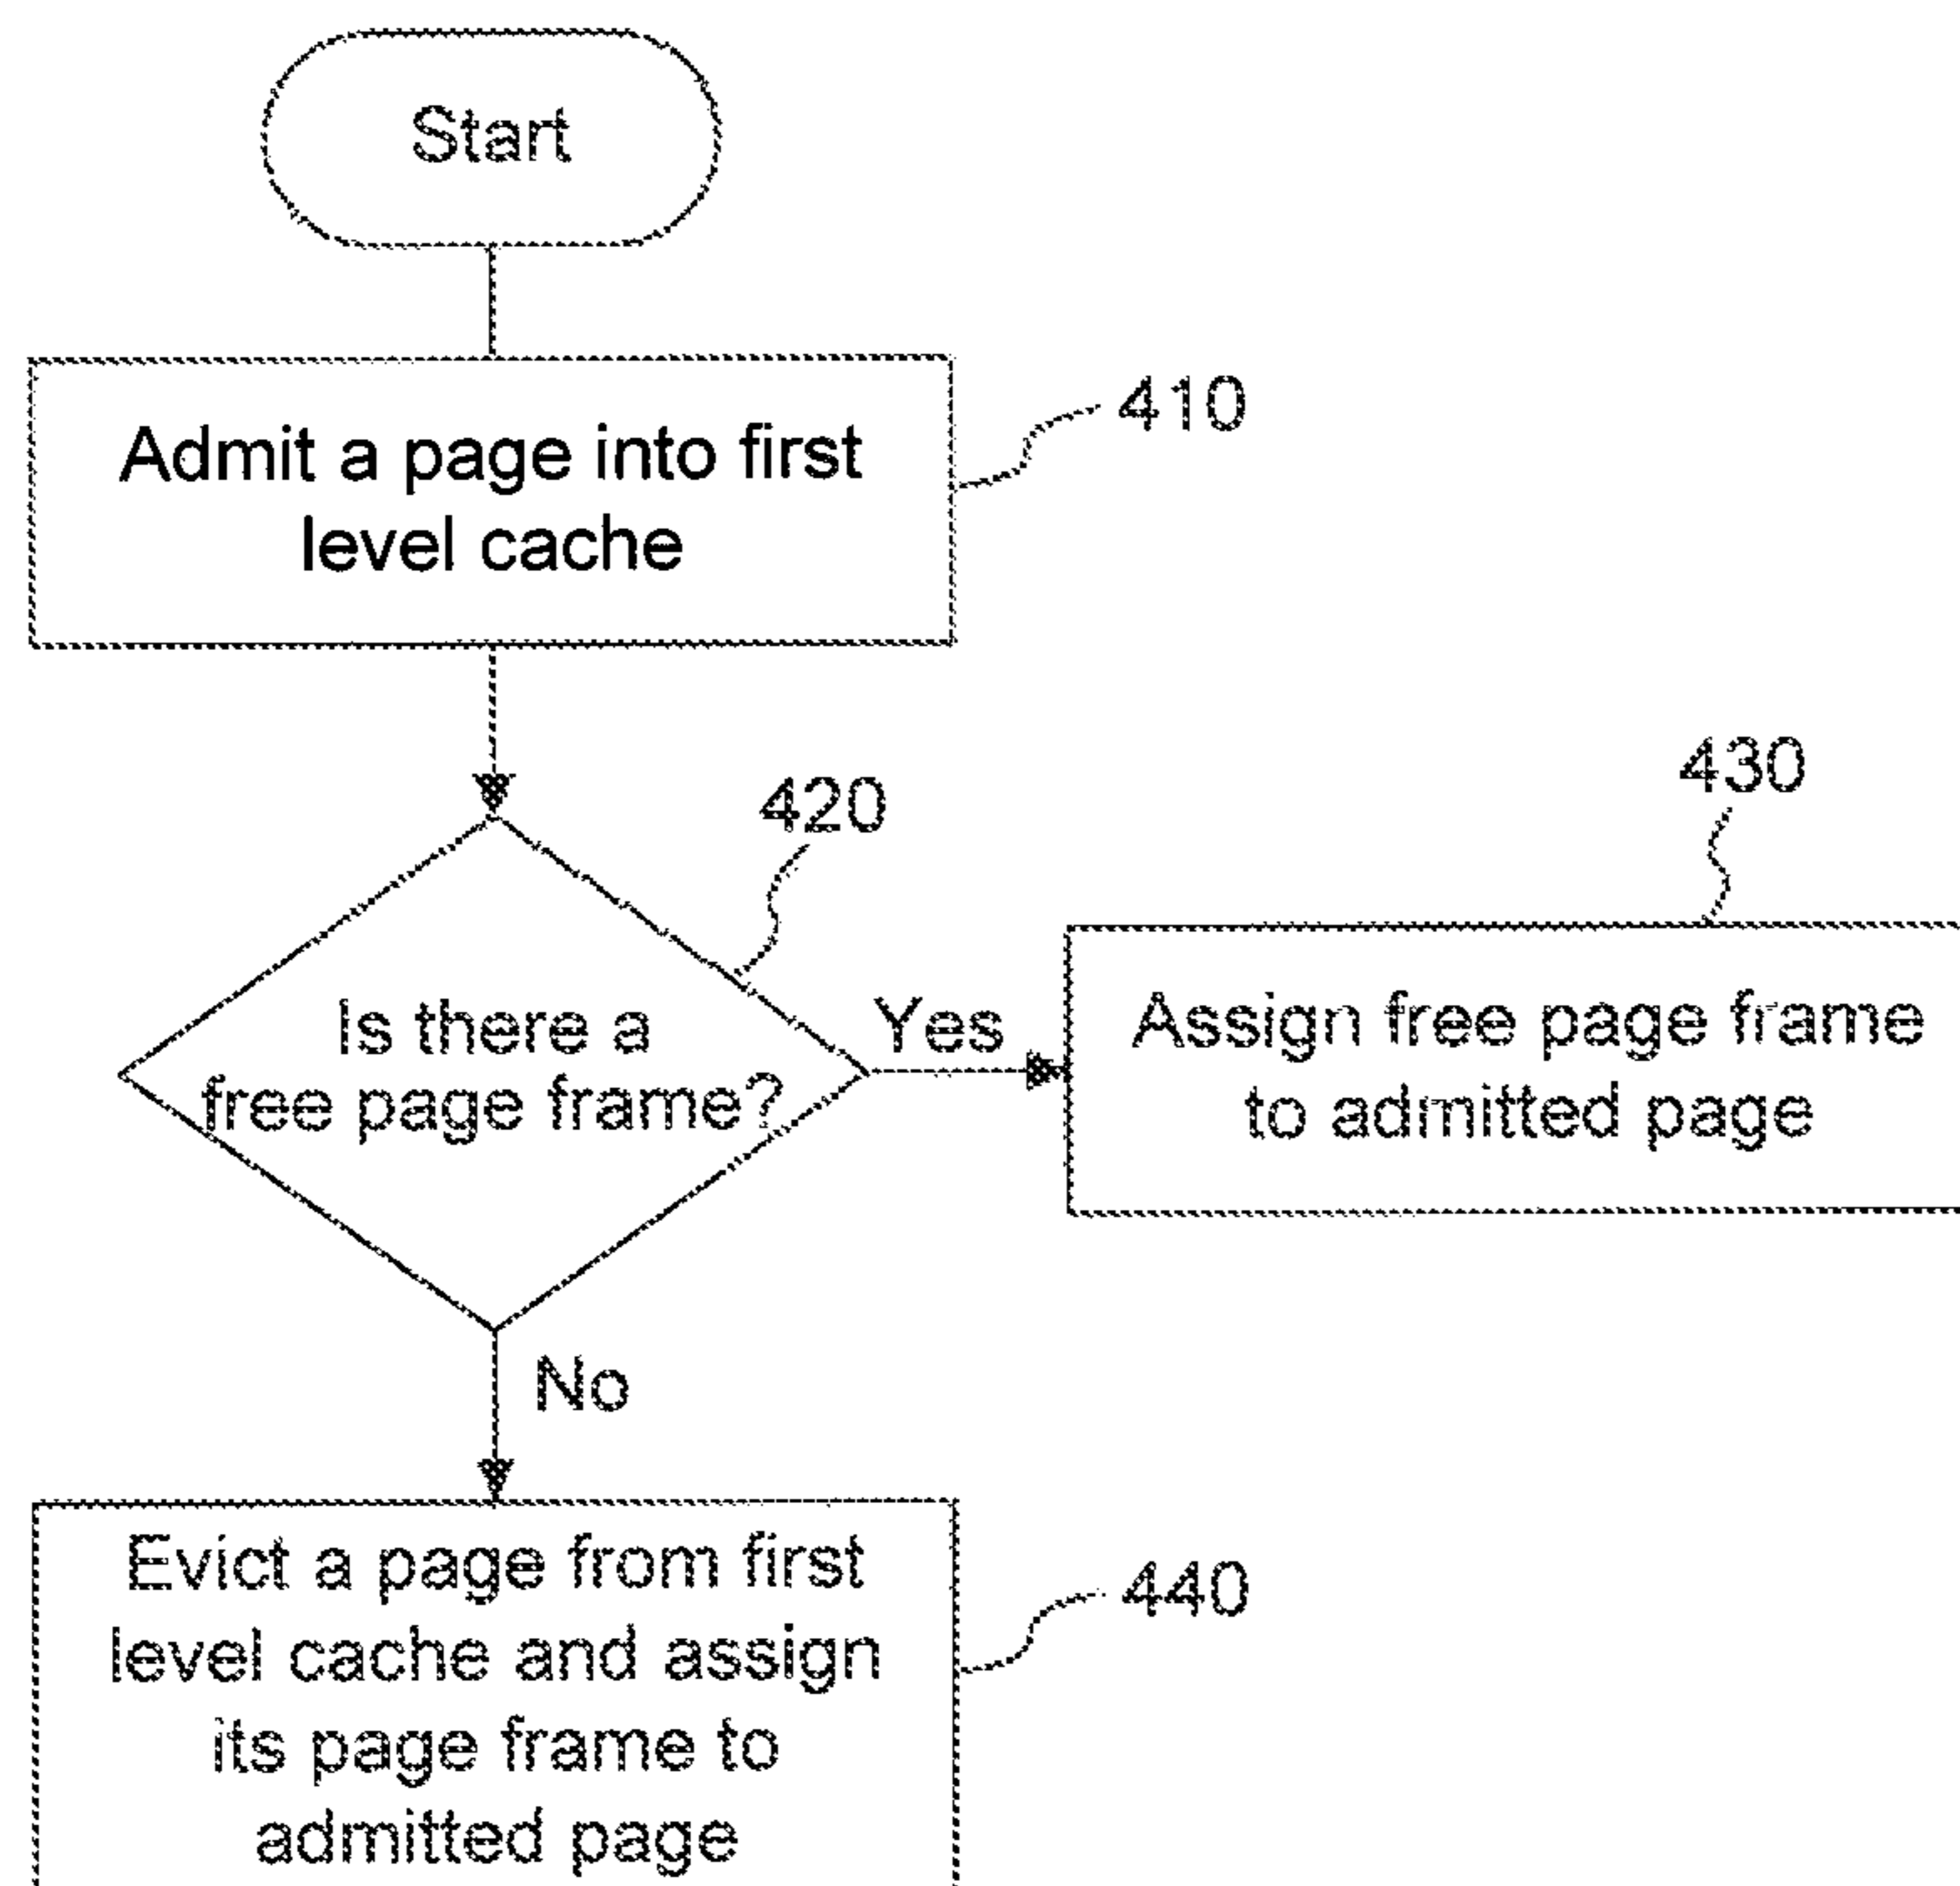 Start
Admit a page into first
level cache
410
420
430
Is there a
free page frame?
Yes
Assign free page frame
to admitted page
No
Evict a page from first
level cache and assign
its page frame to
admitted page
440